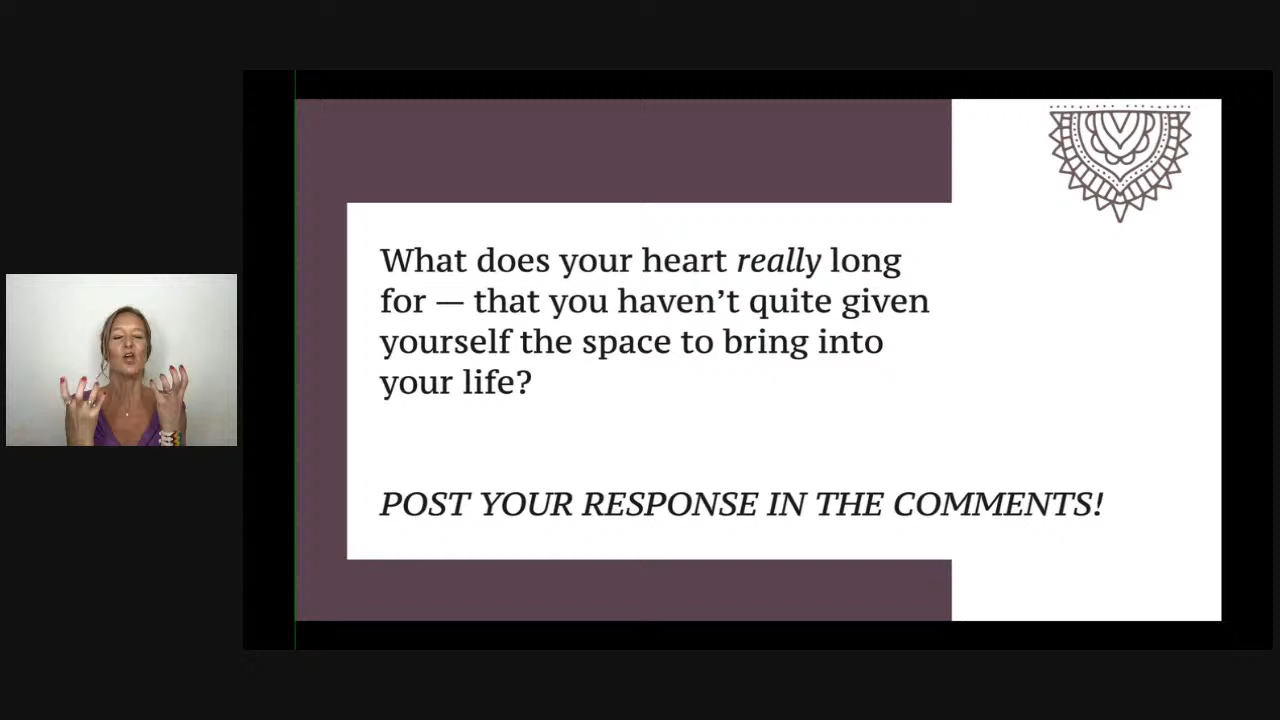 What does your heart really long
for — that you haven’t quite given
yourself the space to bring into
your life?
POST YOUR RESPONSE IN THE COMMENTS!